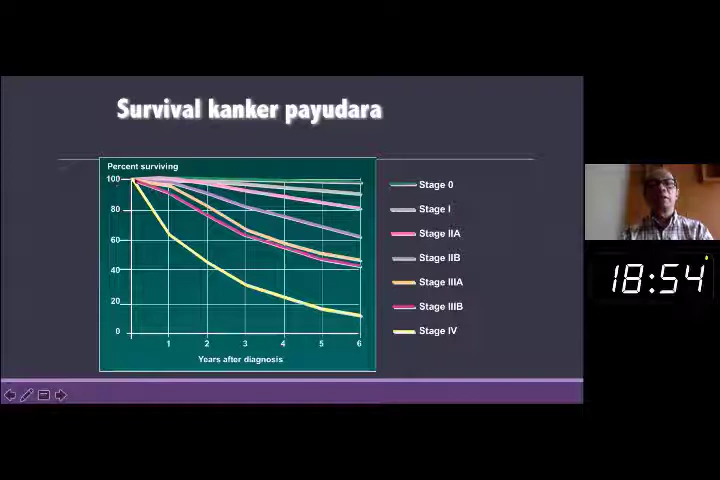 Survival kanker payudara
Percent surviving
100
80
60
40
20
0
1 2 3 4 5 6
Years after diagnosis
Stage 0
Stage I
Stage IIA
Stage IIB
Stage IIIA
Stage IIIB
Stage IV
18:54